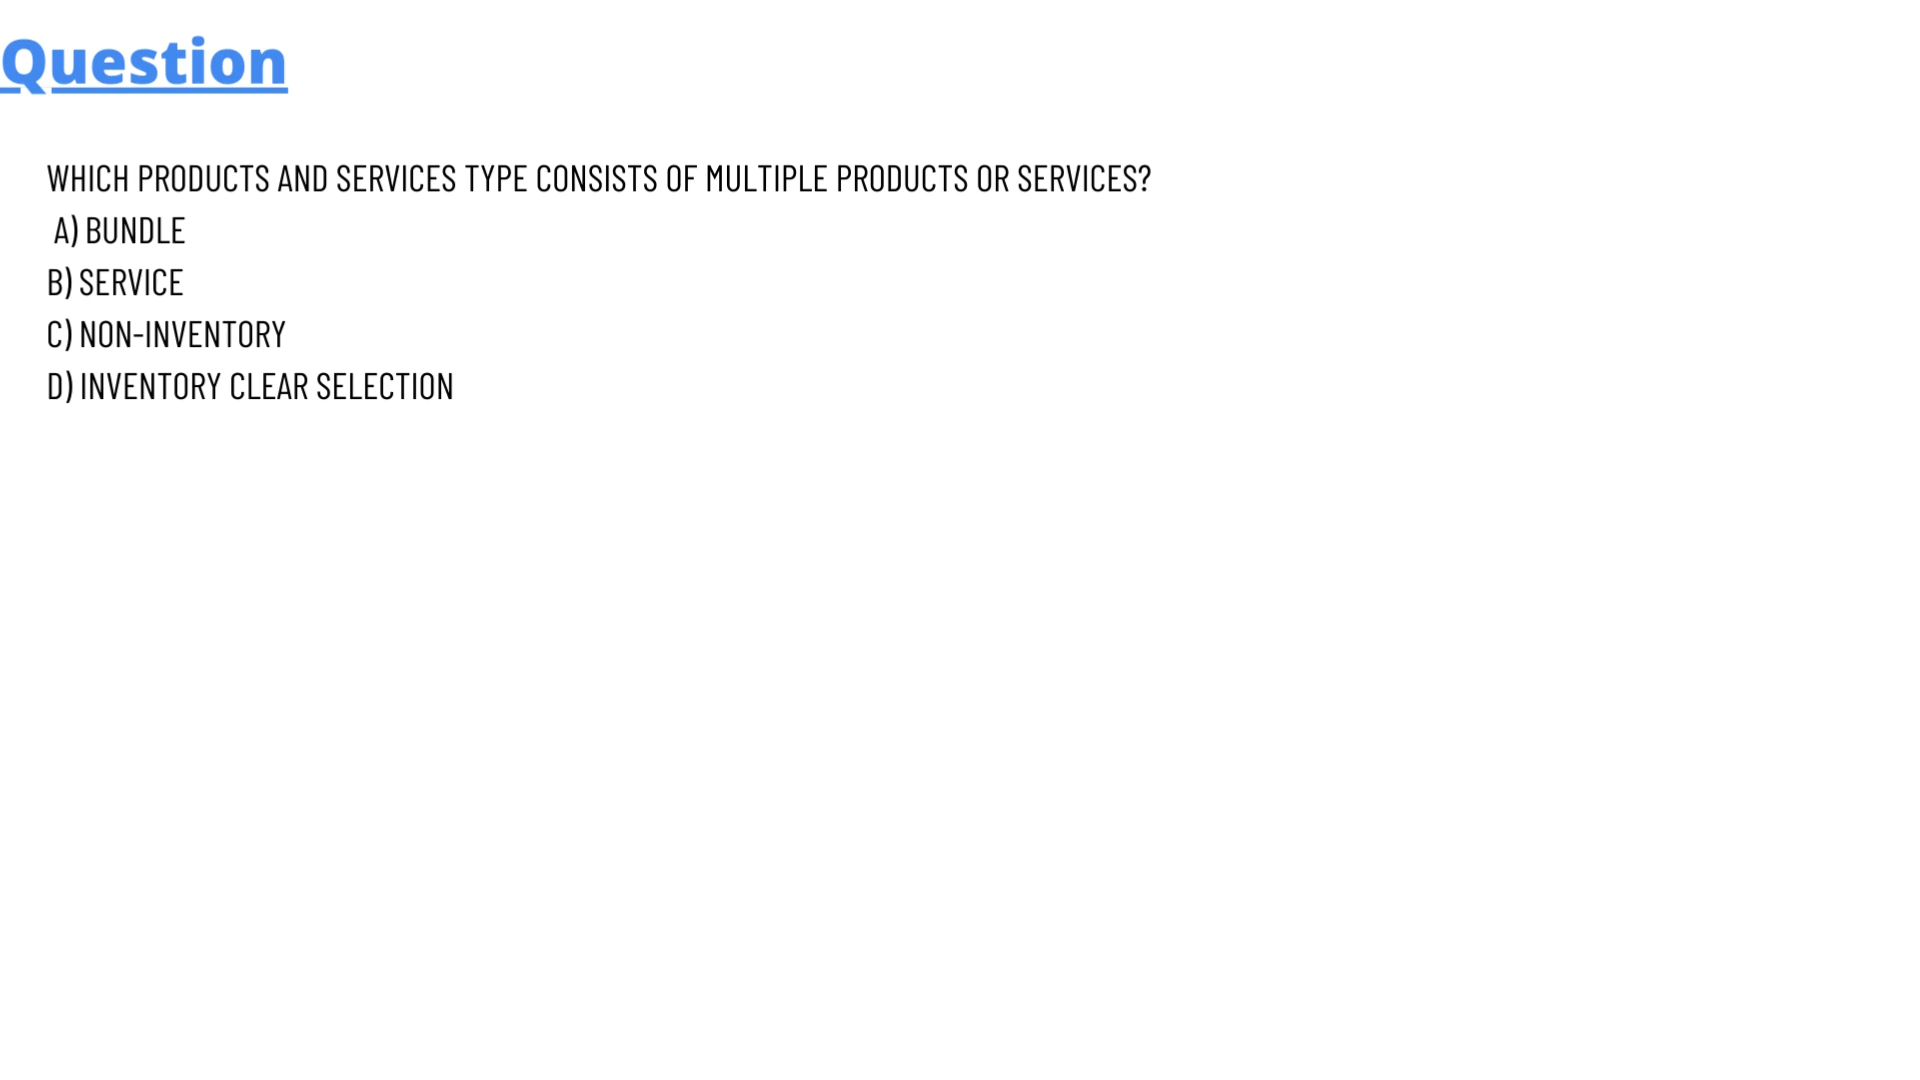 Question
WHICH PRODUCTS AND SERVICES TYPE CONSISTS OF MULTIPLE PRODUCTS OR SERVICES?
A) BUNDLE
B) SERVICE
C) NON-INVENTORY
D) INVENTORY CLEAR SELECTION